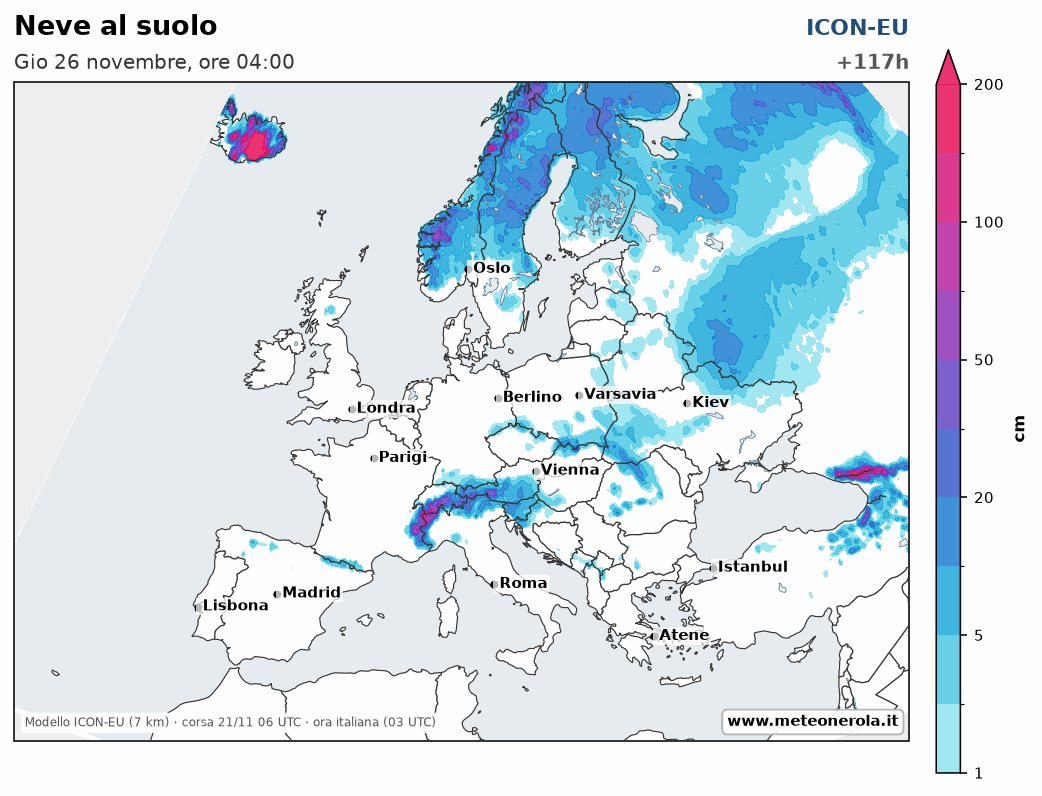 Neve al suolo
ICON-EU
Gio 26 novembre, ore 04:00
+117h
200
100
50
20
5
1
cm
Oslo
Londra
Berlino
Varsavia
Kiev
Parigi
Vienna
Istanbul
Roma
Madrid
Lisbona
Atene
Modello ICON-EU (7 km) · corsa 21/11 06 UTC · ora italiana (03 UTC)
www.meteonerola.it